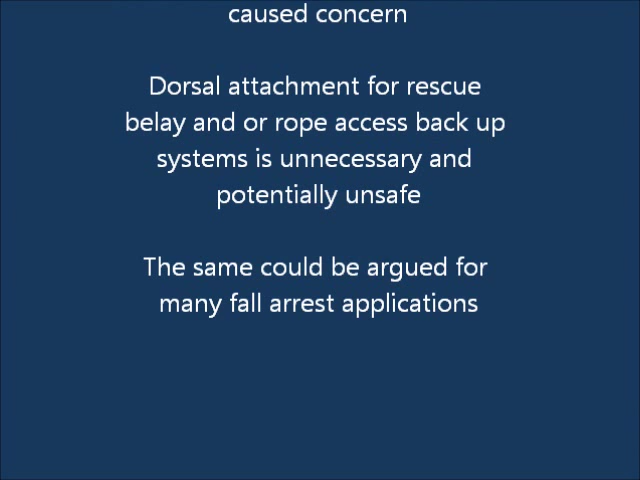 caused concern
Dorsal attachment for rescue
belay and or rope access back up
systems is unnecessary and
potentially unsafe
The same could be argued for
many fall arrest applications